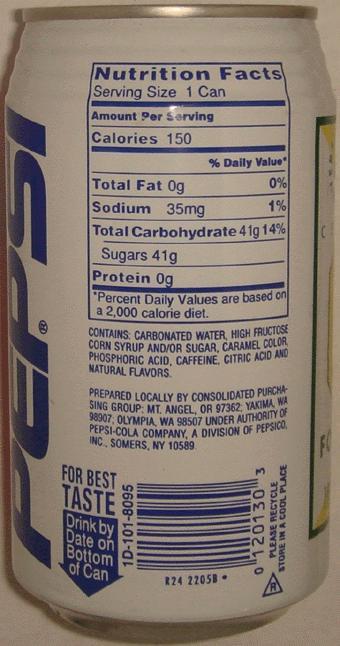 PEPSI®
Nutrition Facts
Serving Size 1 Can
Amount Per Serving
Calories 150
% Daily Value*
Total Fat 0g 0%
Sodium 35mg 1%
Total Carbohydrate 41g 14%
Sugars 41g
Protein 0g
*Percent Daily Values are based on
a 2,000 calorie diet.
CONTAINS: CARBONATED WATER, HIGH FRUCTOSE
CORN SYRUP AND/OR SUGAR, CARAMEL COLOR,
PHOSPHORIC ACID, CAFFEINE, CITRIC ACID AND
NATURAL FLAVORS.
PREPARED LOCALLY BY CONSOLIDATED PURCHA-
SING GROUP: MT. ANGEL, OR 97362; YAKIMA, WA
98907; OLYMPIA, WA 98507 UNDER AUTHORITY OF
PEPSI-COLA COMPANY, A DIVISION OF PEPSICO,
INC., SOMERS, NY 10589.
FOR BEST
TASTE
Drink by
Date on
Bottom
of Can
1D-101-8095
0 120130 3
R24 2205B
PLEASE RECYCLE
STORE IN A COOL PLACE